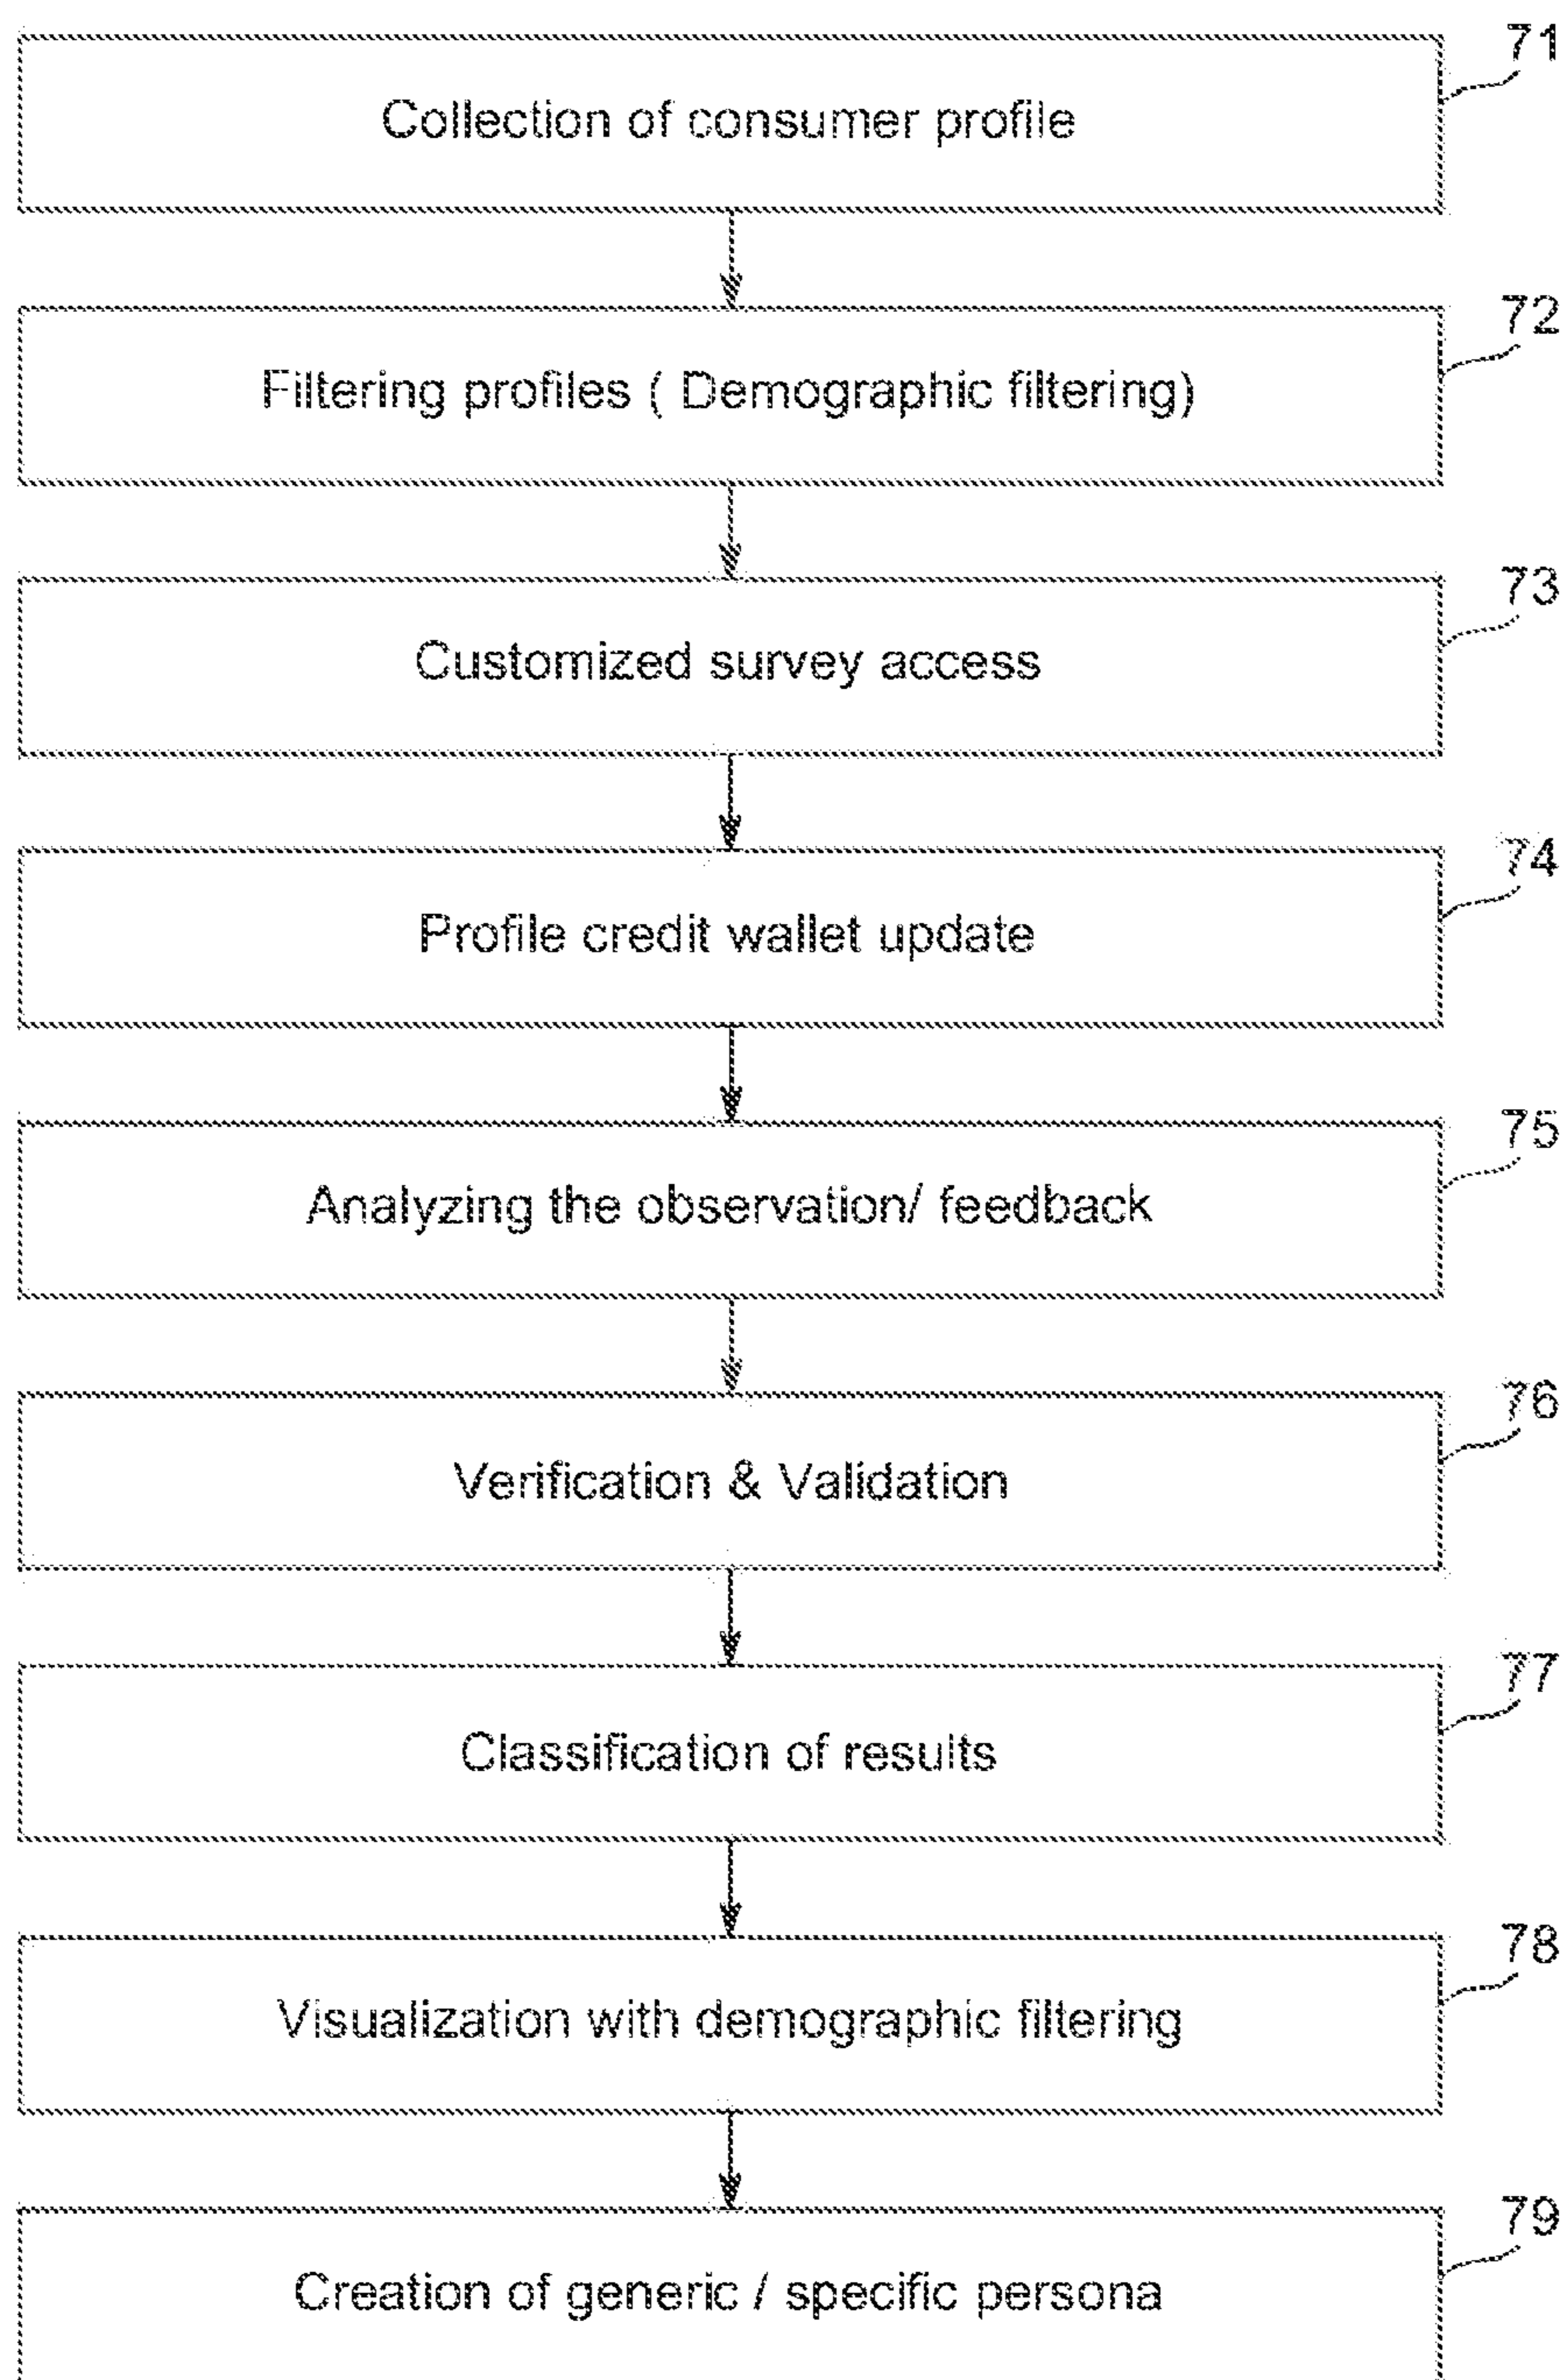 71
Collection of consumer profile
72
Filtering profiles ( Demographic filtering)
73
Customized survey access
74
Profile credit wallet update
75
Analyzing the observation/ feedback
76
Verification & Validation
77
Classification of results
78
Visualization with demographic filtering
79
Creation of generic / specific persona